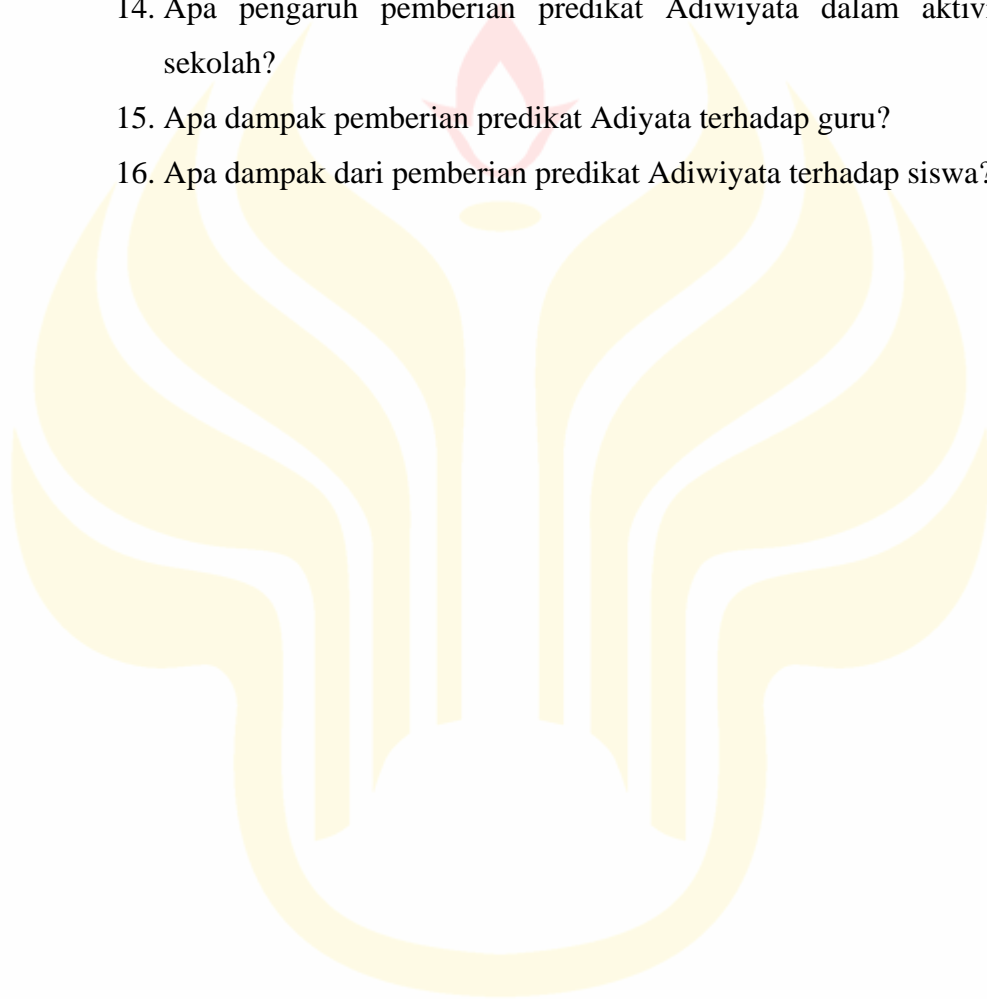 14. Apa pengaruh pemberian predikat Adiwiyata dalam
sekolah?
15. Apa dampak pemberian predikat Adiyata terhadap guru?
16. Apa dampak dari pemberian predikat Adiwiyata terhadap siswa?